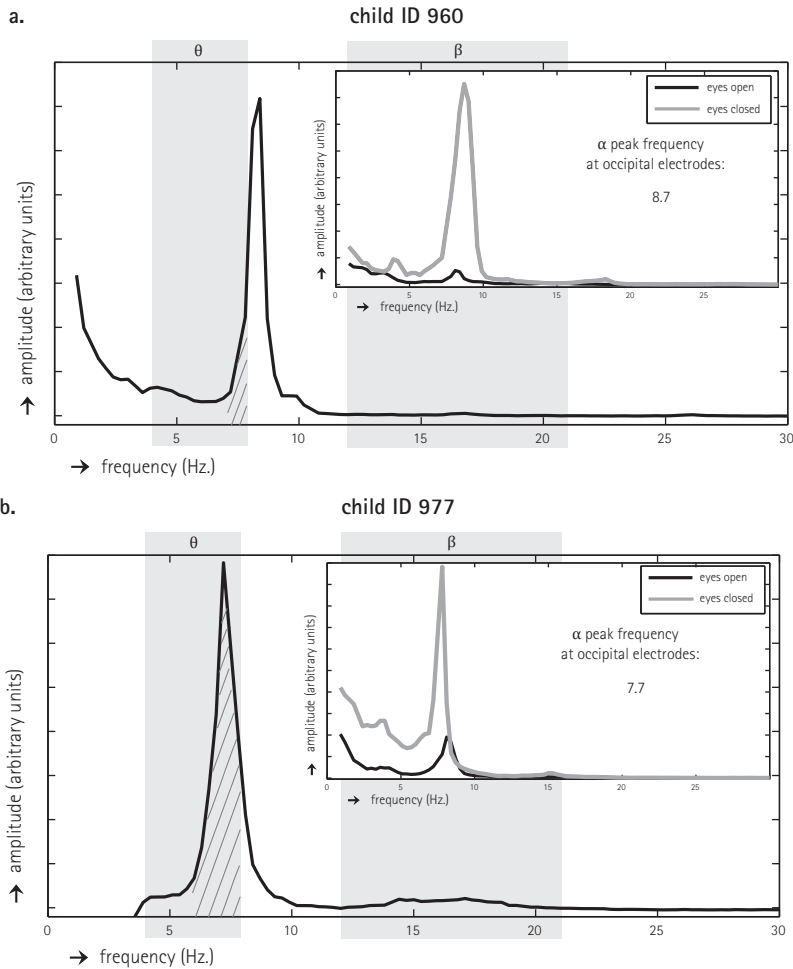 a.
child ID 960
θ
β
eyes open
eyes closed
α peak frequency
at occipital electrodes:
8.7
→ amplitude (arbitrary units)
0 5 10 15 20 25
→ frequency (Hz.)
→ amplitude (arbitrary units)
0 5 10 15 20 25 30
→ frequency (Hz.)
b.
child ID 977
θ
β
eyes open
eyes closed
α peak frequency
at occipital electrodes:
7.7
→ amplitude (arbitrary units)
0 5 10 15 20 25
→ frequency (Hz.)
→ amplitude (arbitrary units)
0 5 10 15 20 25 30
→ frequency (Hz.)